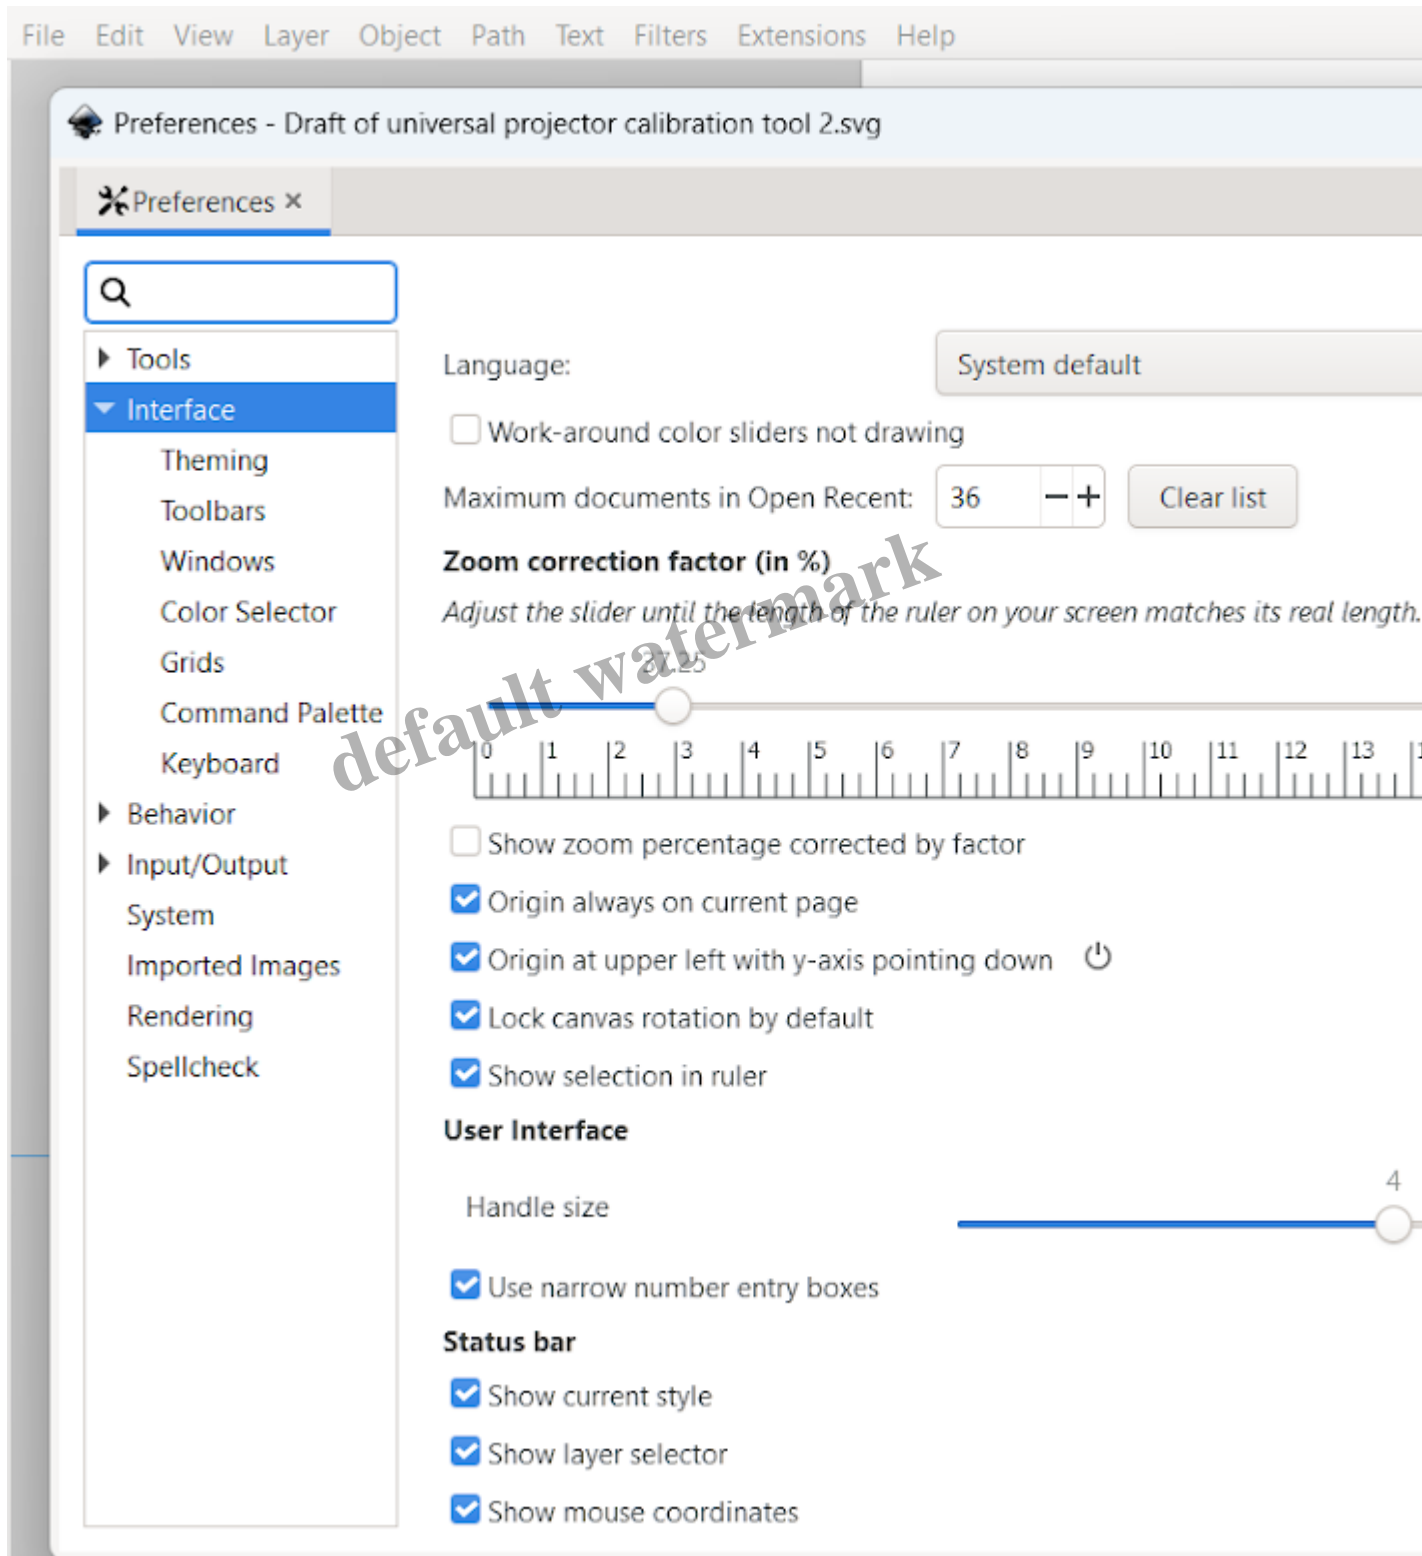 File Edit View Layer Object Path Text Filters Extensions Help
Preferences - Draft of universal projector calibration tool 2.svg
Preferences ×
Tools
Interface
Theming
Toolbars
Windows
Color Selector
Grids
Command Palette
Keyboard
Behavior
Input/Output
System
Imported Images
Rendering
Spellcheck
Language: System default
Work-around color sliders not drawing
Maximum documents in Open Recent: 36 Clear list
Zoom correction factor (in %)
Adjust the slider until the length of the ruler on your screen matches its real length.
37.25
0 1 2 3 4 5 6 7 8 9 10 11 12 13
Show zoom percentage corrected by factor
Origin always on current page
Origin at upper left with y-axis pointing down
Lock canvas rotation by default
Show selection in ruler
User Interface
4
Handle size
Use narrow number entry boxes
Status bar
Show current style
Show layer selector
Show mouse coordinates
default watermark